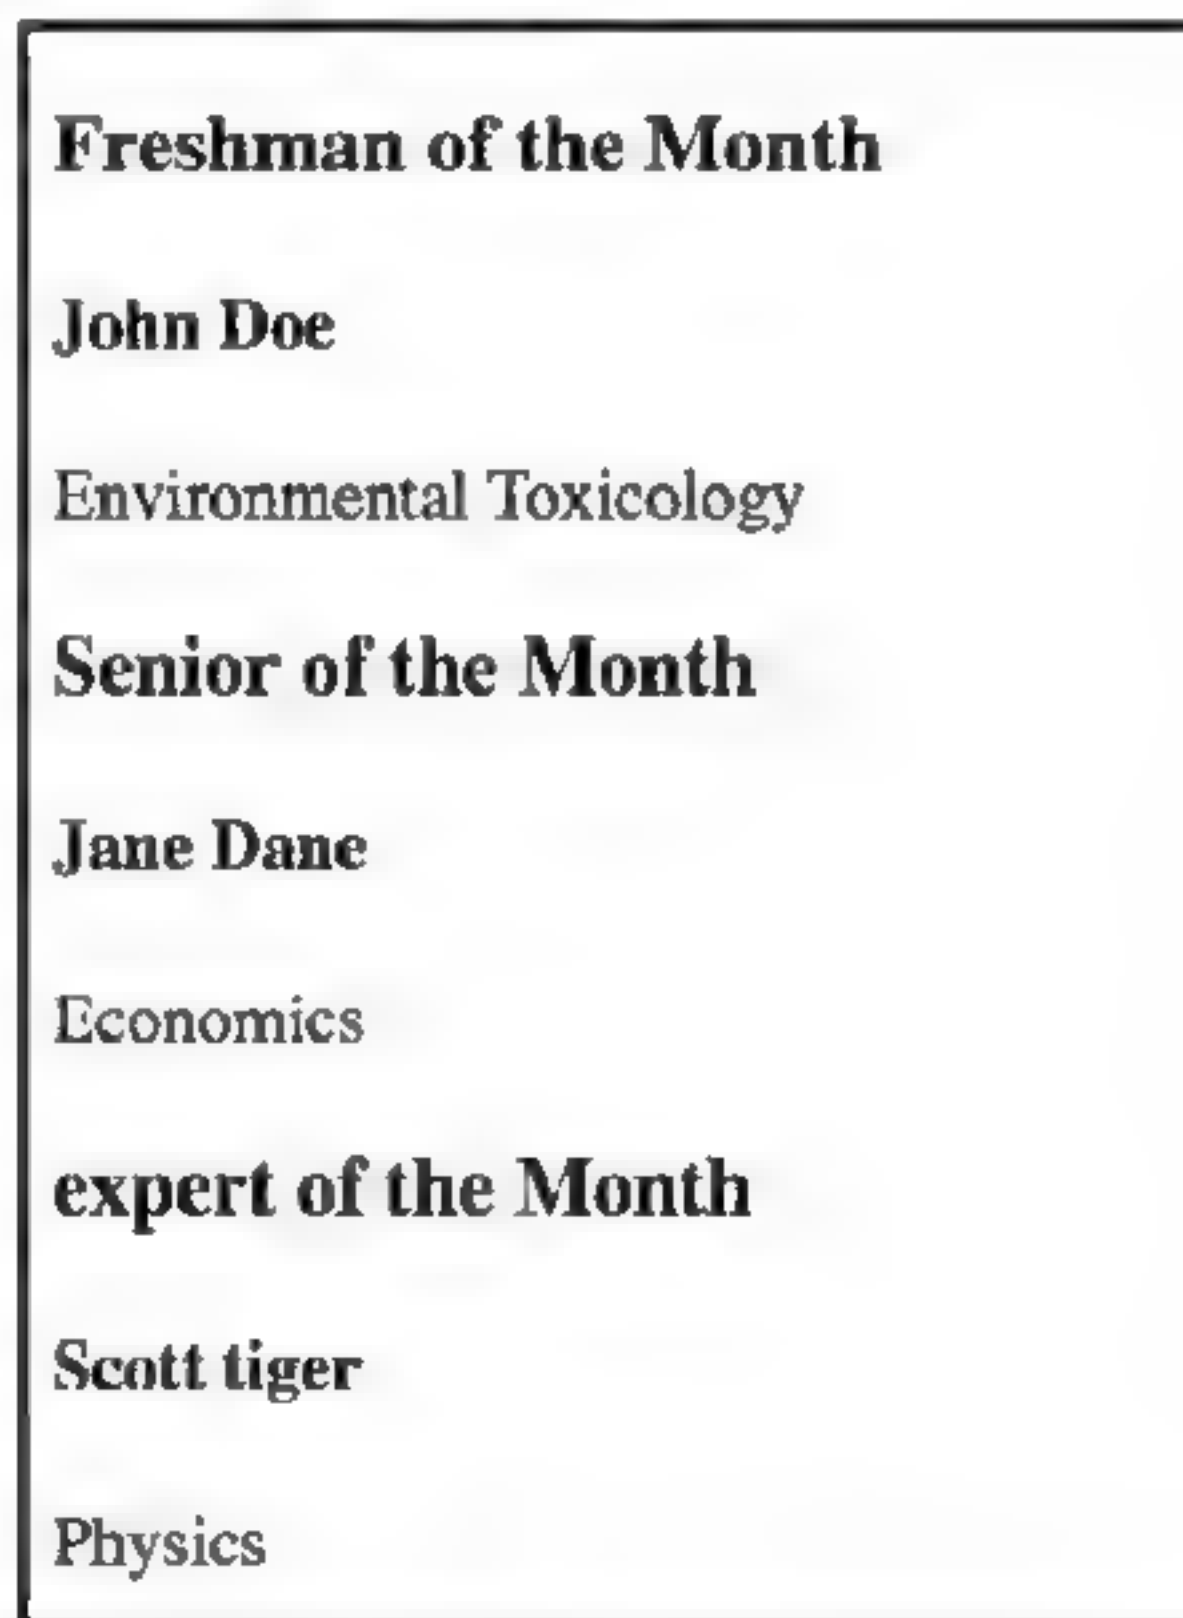 Freshman of the Month
John Doe
Environmental Toxicology
Senior of the Month
Jane Dane
Economics
expert of the Month
Scott tiger
Physics